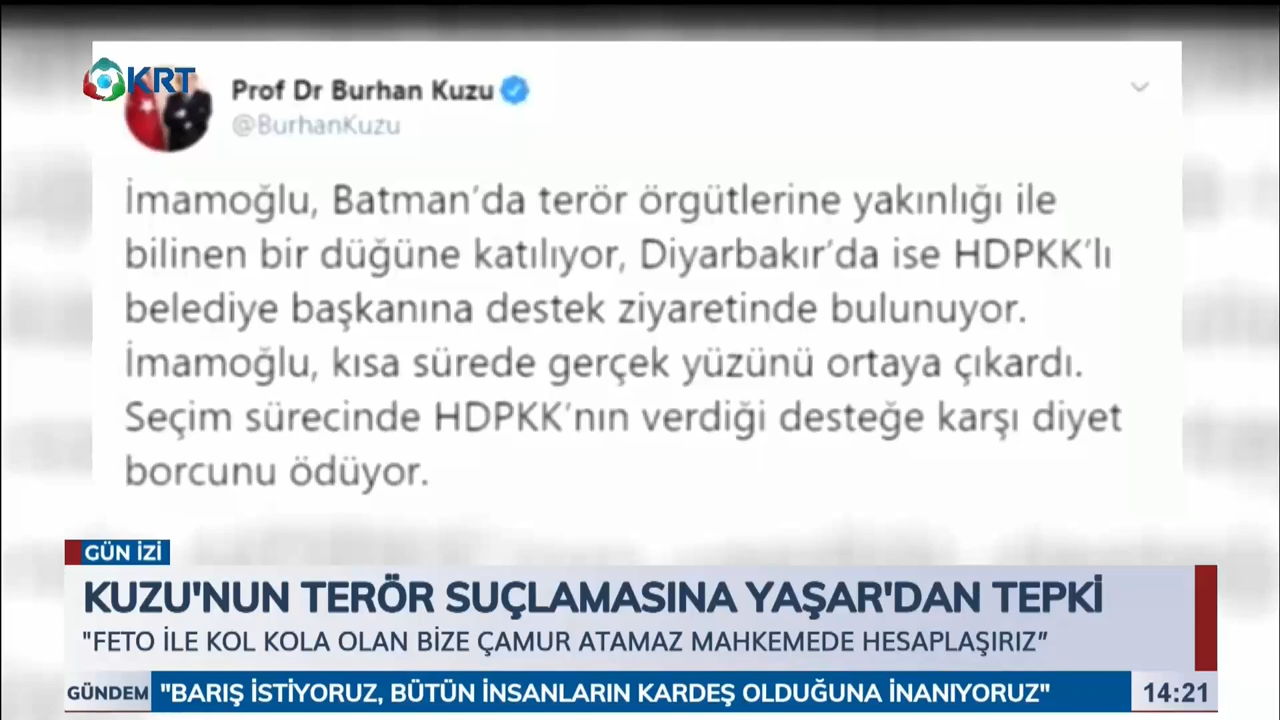 KRT
Prof Dr Burhan Kuzu
@BurhanKuzu
İmamoğlu, Batman'da terör örgütlerine yakınlığı ile
bilinen bir düğüne katılıyor, Diyarbakır'da ise HDPKK'lı
belediye başkanına destek ziyaretinde bulunuyor.
İmamoğlu, kısa sürede gerçek yüzünü ortaya çıkardı.
Seçim sürecinde HDPKK'nın verdiği desteğe karşı diyet
borcunu ödüyor.
GÜN İZİ
KUZU'NUN TERÖR SUÇLAMASINA YAŞAR'DAN TEPKİ
"FETO İLE KOL KOLA OLAN BİZE ÇAMUR ATAMAZ MAHKEMEDE HESAPLAŞIRIZ"
GÜNDEM "BARIŞ İSTİYORUZ, BÜTÜN İNSANLARIN KARDEŞ OLDUĞUNA İNANIYORUZ" 14:21